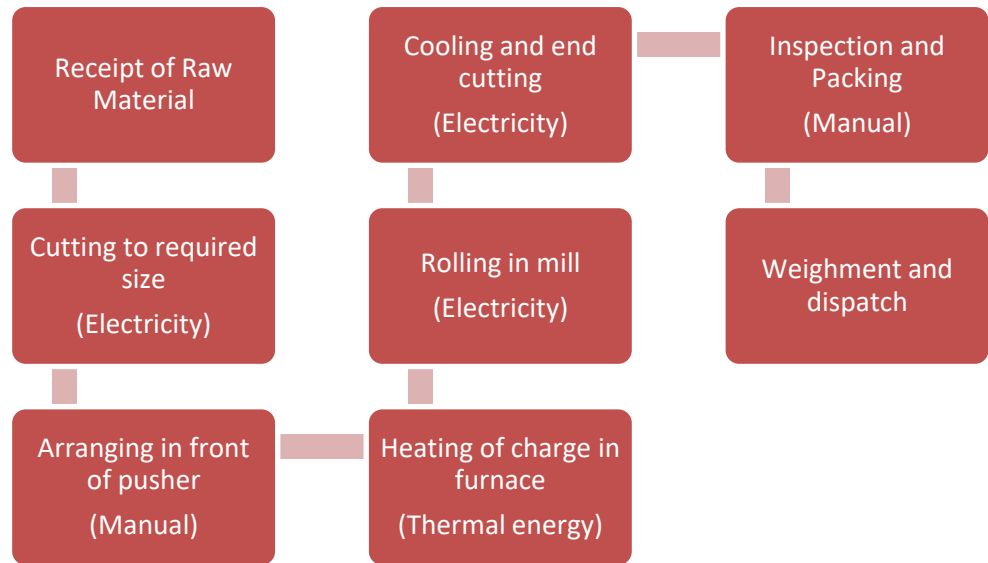 Receipt of Raw
Material
Cutting to required
size
(Electricity)
Arranging in front
of pusher
(Manual)
Heating of charge in
furnace
(Thermal energy)
Rolling in mill
(Electricity)
Cooling and end
cutting
(Electricity)
Inspection and
Packing
(Manual)
Weighment and
dispatch